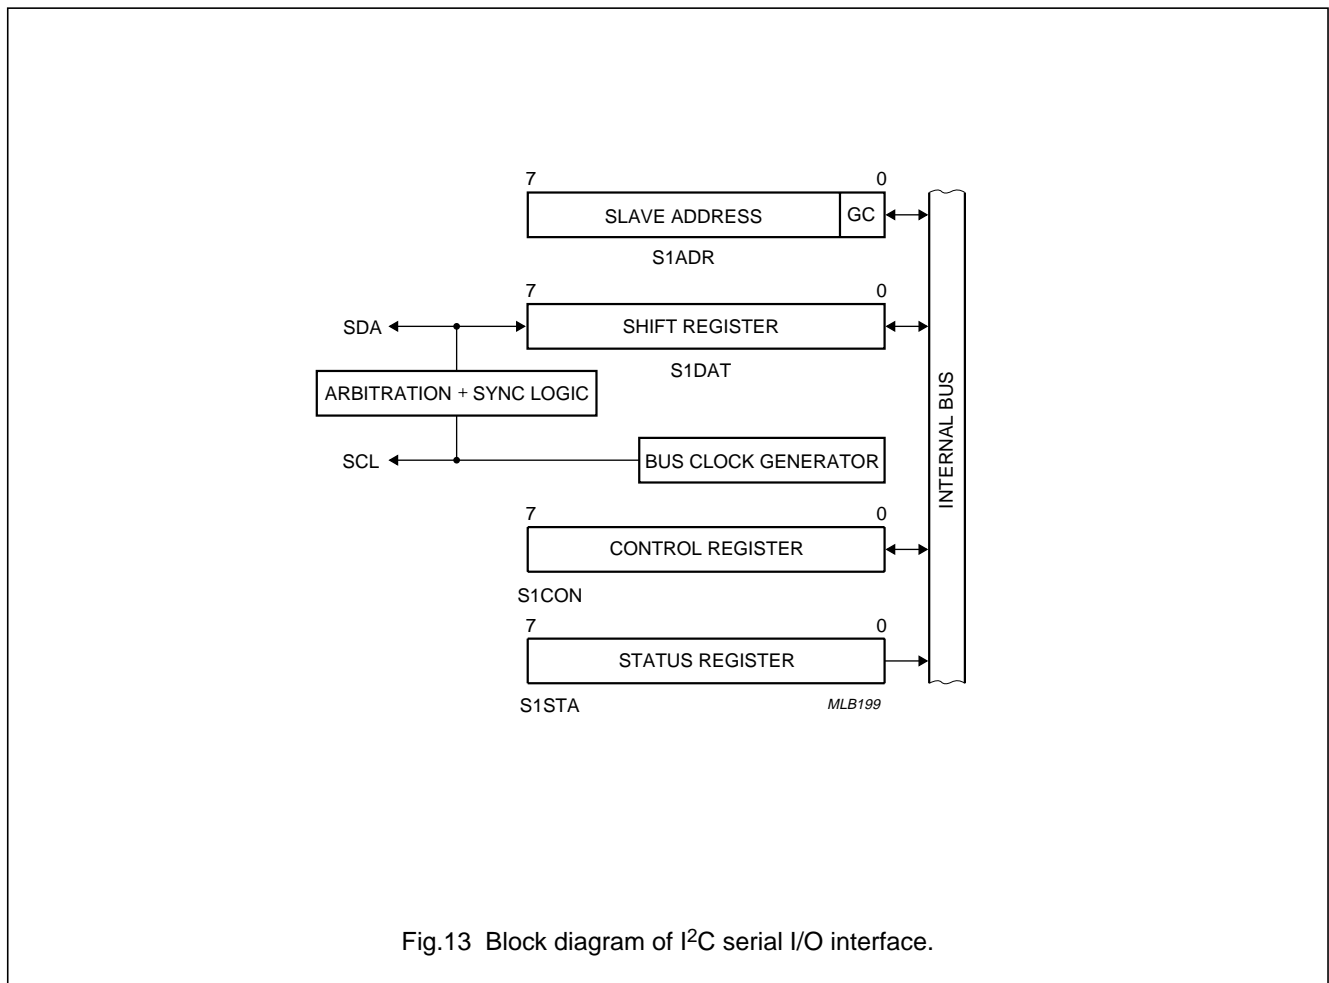 7 0
SLAVE ADDRESS GC
S1ADR
7 0
SDA SHIFT REGISTER
S1DAT
ARBITRATION + SYNC LOGIC
SCL BUS CLOCK GENERATOR
7 0
CONTROL REGISTER
S1CON
7 0
STATUS REGISTER
S1STA MLB199
INTERNAL BUS
Fig.13 Block diagram of I²C serial I/O interface.